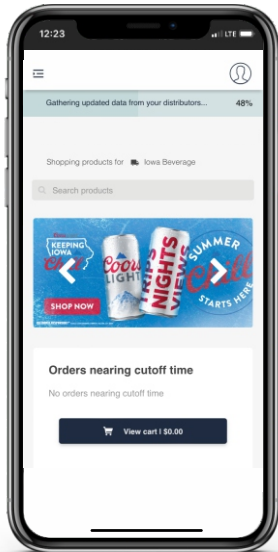 12:23
LTE
Gathering updated data from your distributors... 48%
Shopping products for Iowa Beverage
Search products
KEEPING
IOWA
Chill
SHOP NOW
Coors
LIGHT
TRIPS
NIGHTS
VIEWS
SUMMER
Chill
STARTS HERE
Orders nearing cutoff time
No orders nearing cutoff time
View cart | $0.00